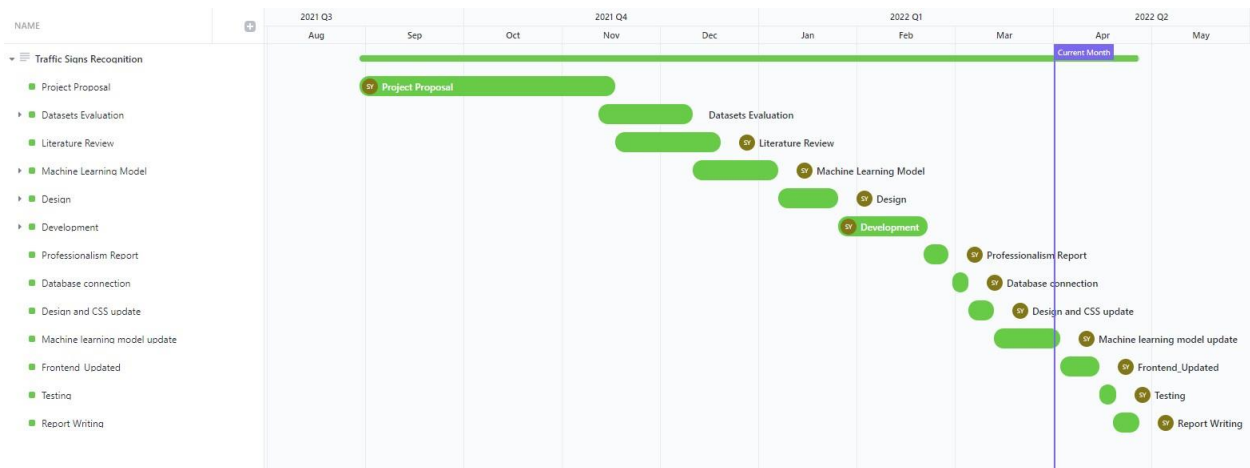 NAME
2021 Q3 2021 Q4 2022 Q1 2022 Q2
Aug Sep Oct Nov Dec Jan Feb Mar Apr May
Current Month
Traffic Signs Recognition
Project Proposal SY Project Proposal
Datasets Evaluation Datasets Evaluation
Literature Review SY Literature Review
Machine Learning Model SY Machine Learning Model
Design SY Design
Development SY Development
Professionalism Report SY Professionalism Report
Database connection SY Database connection
Design and CSS update SY Design and CSS update
Machine learning model update SY Machine learning model update
Frontend_Updated SY Frontend_Updated
Testing SY Testing
Report Writing SY Report Writing